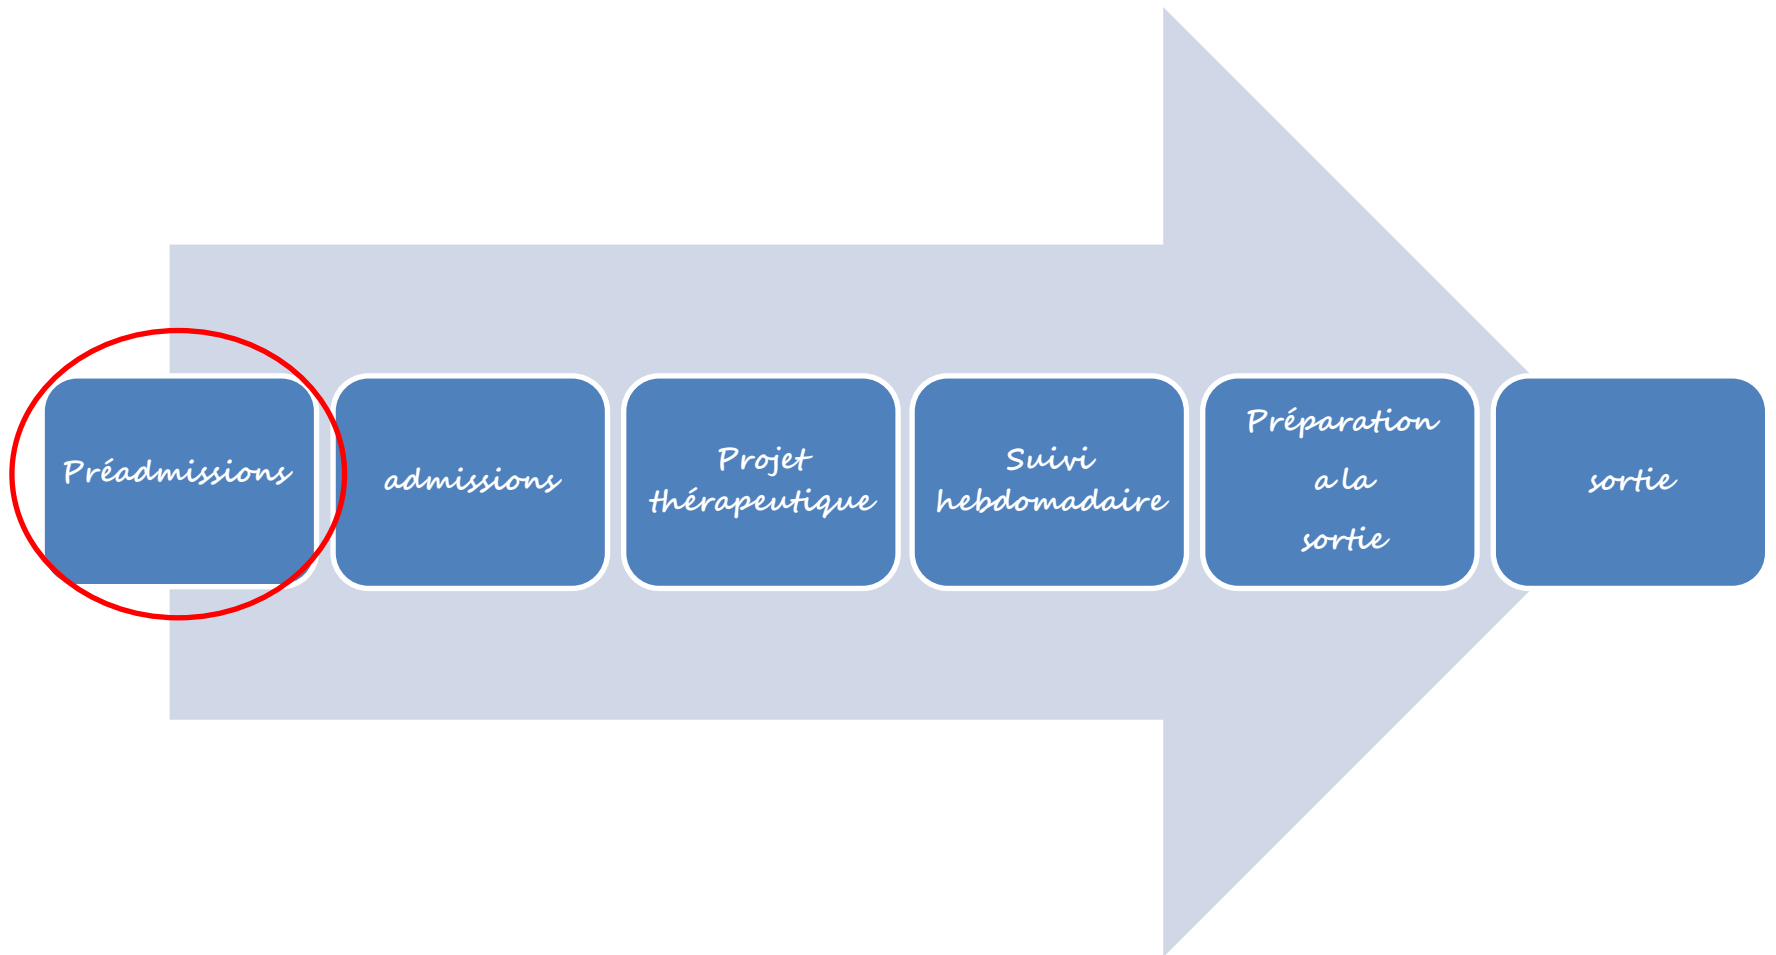 Préadmissions
admissions
Projet
thérapeutique
Suivi
hebdomadaire
Préparation
a la
sortie
sortie